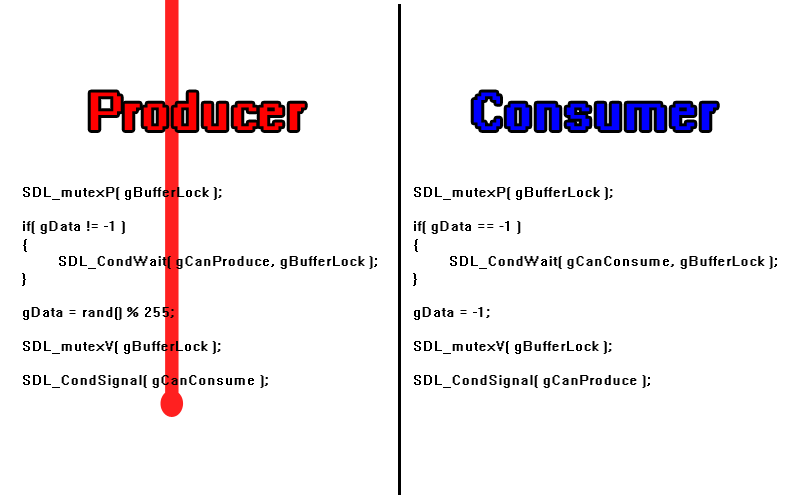 Producer
SDL_mutexP( gBufferLock );
if( gData != -1 )
{
SDL_CondWait( gCanProduce, gBufferLock );
}
gData = rand() % 255;
SDL_mutexV( gBufferLock );
SDL_CondSignal( gCanConsume );
Consumer
SDL_mutexP( gBufferLock );
if( gData == -1 )
{
SDL_CondWait( gCanConsume, gBufferLock );
}
gData = -1;
SDL_mutexV( gBufferLock );
SDL_CondSignal( gCanProduce );